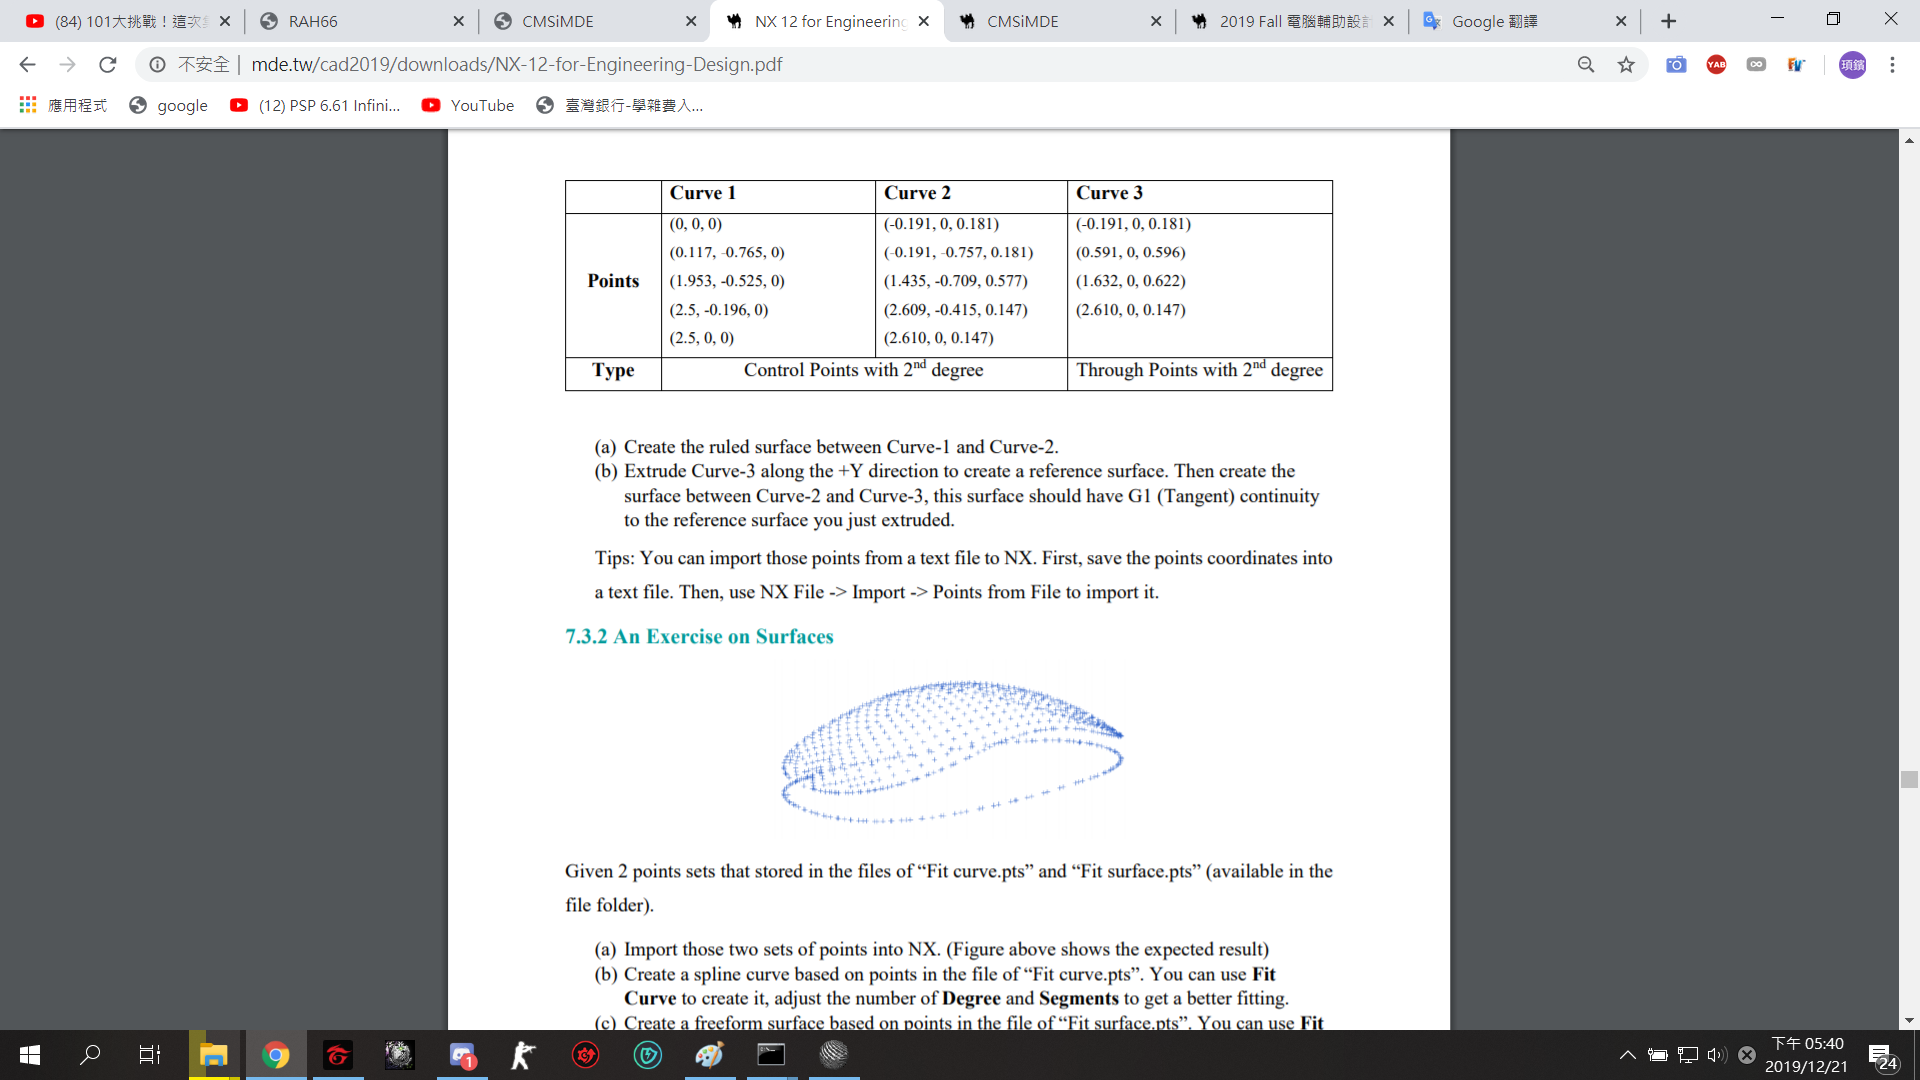 (84) 101大挑戰！這次
RAH66
CMSiMDE
NX 12 for Engineering
CMSiMDE
2019 Fall 電腦輔助設
Google 翻譯
不安全 | mde.tw/cad2019/downloads/NX-12-for-Engineering-Design.pdf
YAB
頊鑌
應用程式
google
(12) PSP 6.61 Infini...
YouTube
臺灣銀行-學雜費入...
Curve 1 Curve 2 Curve 3
Points
(0, 0, 0) (-0.191, 0, 0.181) (-0.191, 0, 0.181)
(0.117, -0.765, 0) (-0.191, -0.757, 0.181) (0.591, 0, 0.596)
(1.953, -0.525, 0) (1.435, -0.709, 0.577) (1.632, 0, 0.622)
(2.5, -0.196, 0) (2.609, -0.415, 0.147) (2.610, 0, 0.147)
(2.5, 0, 0) (2.610, 0, 0.147)
Type Control Points with 2nd degree Through Points with 2nd degree
(a) Create the ruled surface between Curve-1 and Curve-2.
(b) Extrude Curve-3 along the +Y direction to create a reference surface. Then create the
surface between Curve-2 and Curve-3, this surface should have G1 (Tangent) continuity
to the reference surface you just extruded.
Tips: You can import those points from a text file to NX. First, save the points coordinates into
a text file. Then, use NX File -> Import -> Points from File to import it.
7.3.2 An Exercise on Surfaces
Given 2 points sets that stored in the files of “Fit curve.pts” and “Fit surface.pts” (available in the
file folder).
(a) Import those two sets of points into NX. (Figure above shows the expected result)
(b) Create a spline curve based on points in the file of “Fit curve.pts”. You can use Fit
Curve to create it, adjust the number of Degree and Segments to get a better fitting.
(c) Create a freeform surface based on points in the file of “Fit surface.pts”. You can use Fit
1
下午 05:40
2019/12/21
24